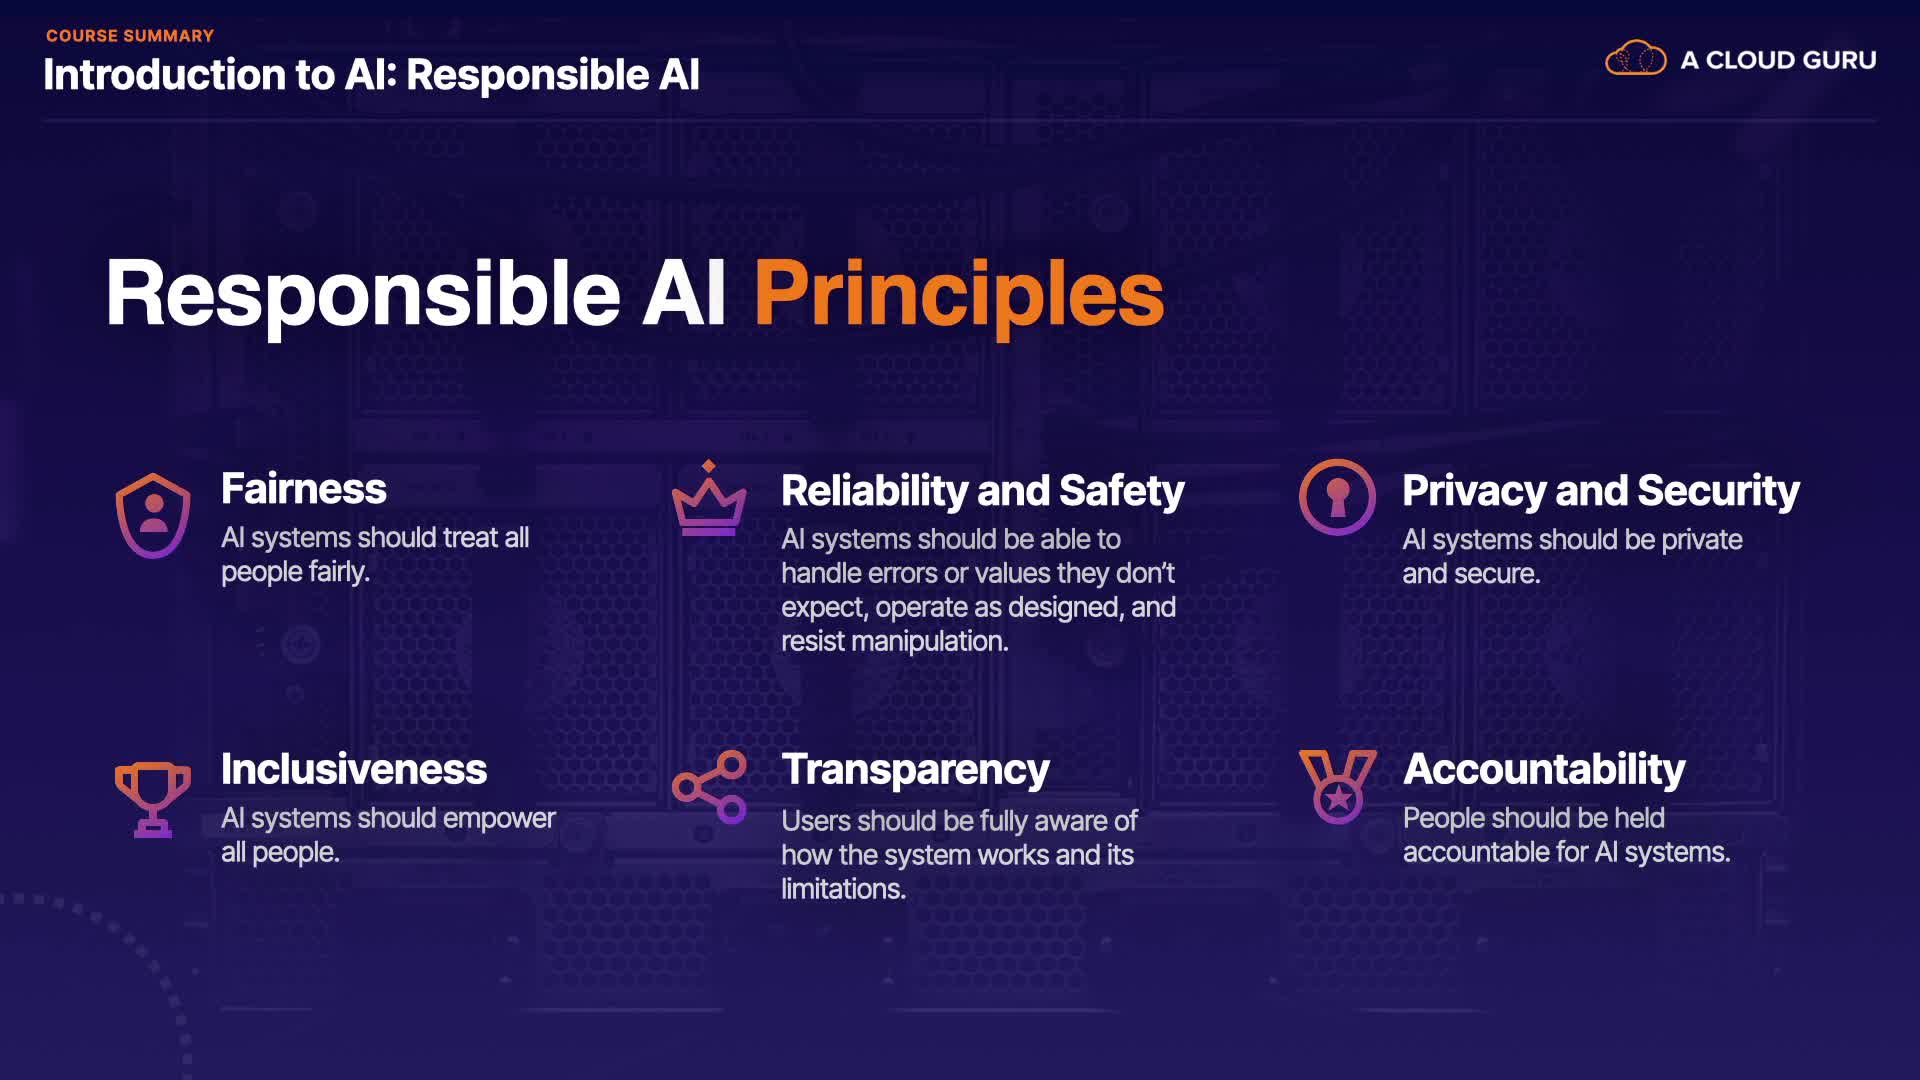 COURSE SUMMARY
Introduction to AI: Responsible AI
A CLOUD GURU
Responsible AI Principles
Fairness
AI systems should treat all
people fairly.
Reliability and Safety
AI systems should be able to
handle errors or values they don’t
expect, operate as designed, and
resist manipulation.
Privacy and Security
AI systems should be private
and secure.
Inclusiveness
AI systems should empower
all people.
Transparency
Users should be fully aware of
how the system works and its
limitations.
Accountability
People should be held
accountable for AI systems.